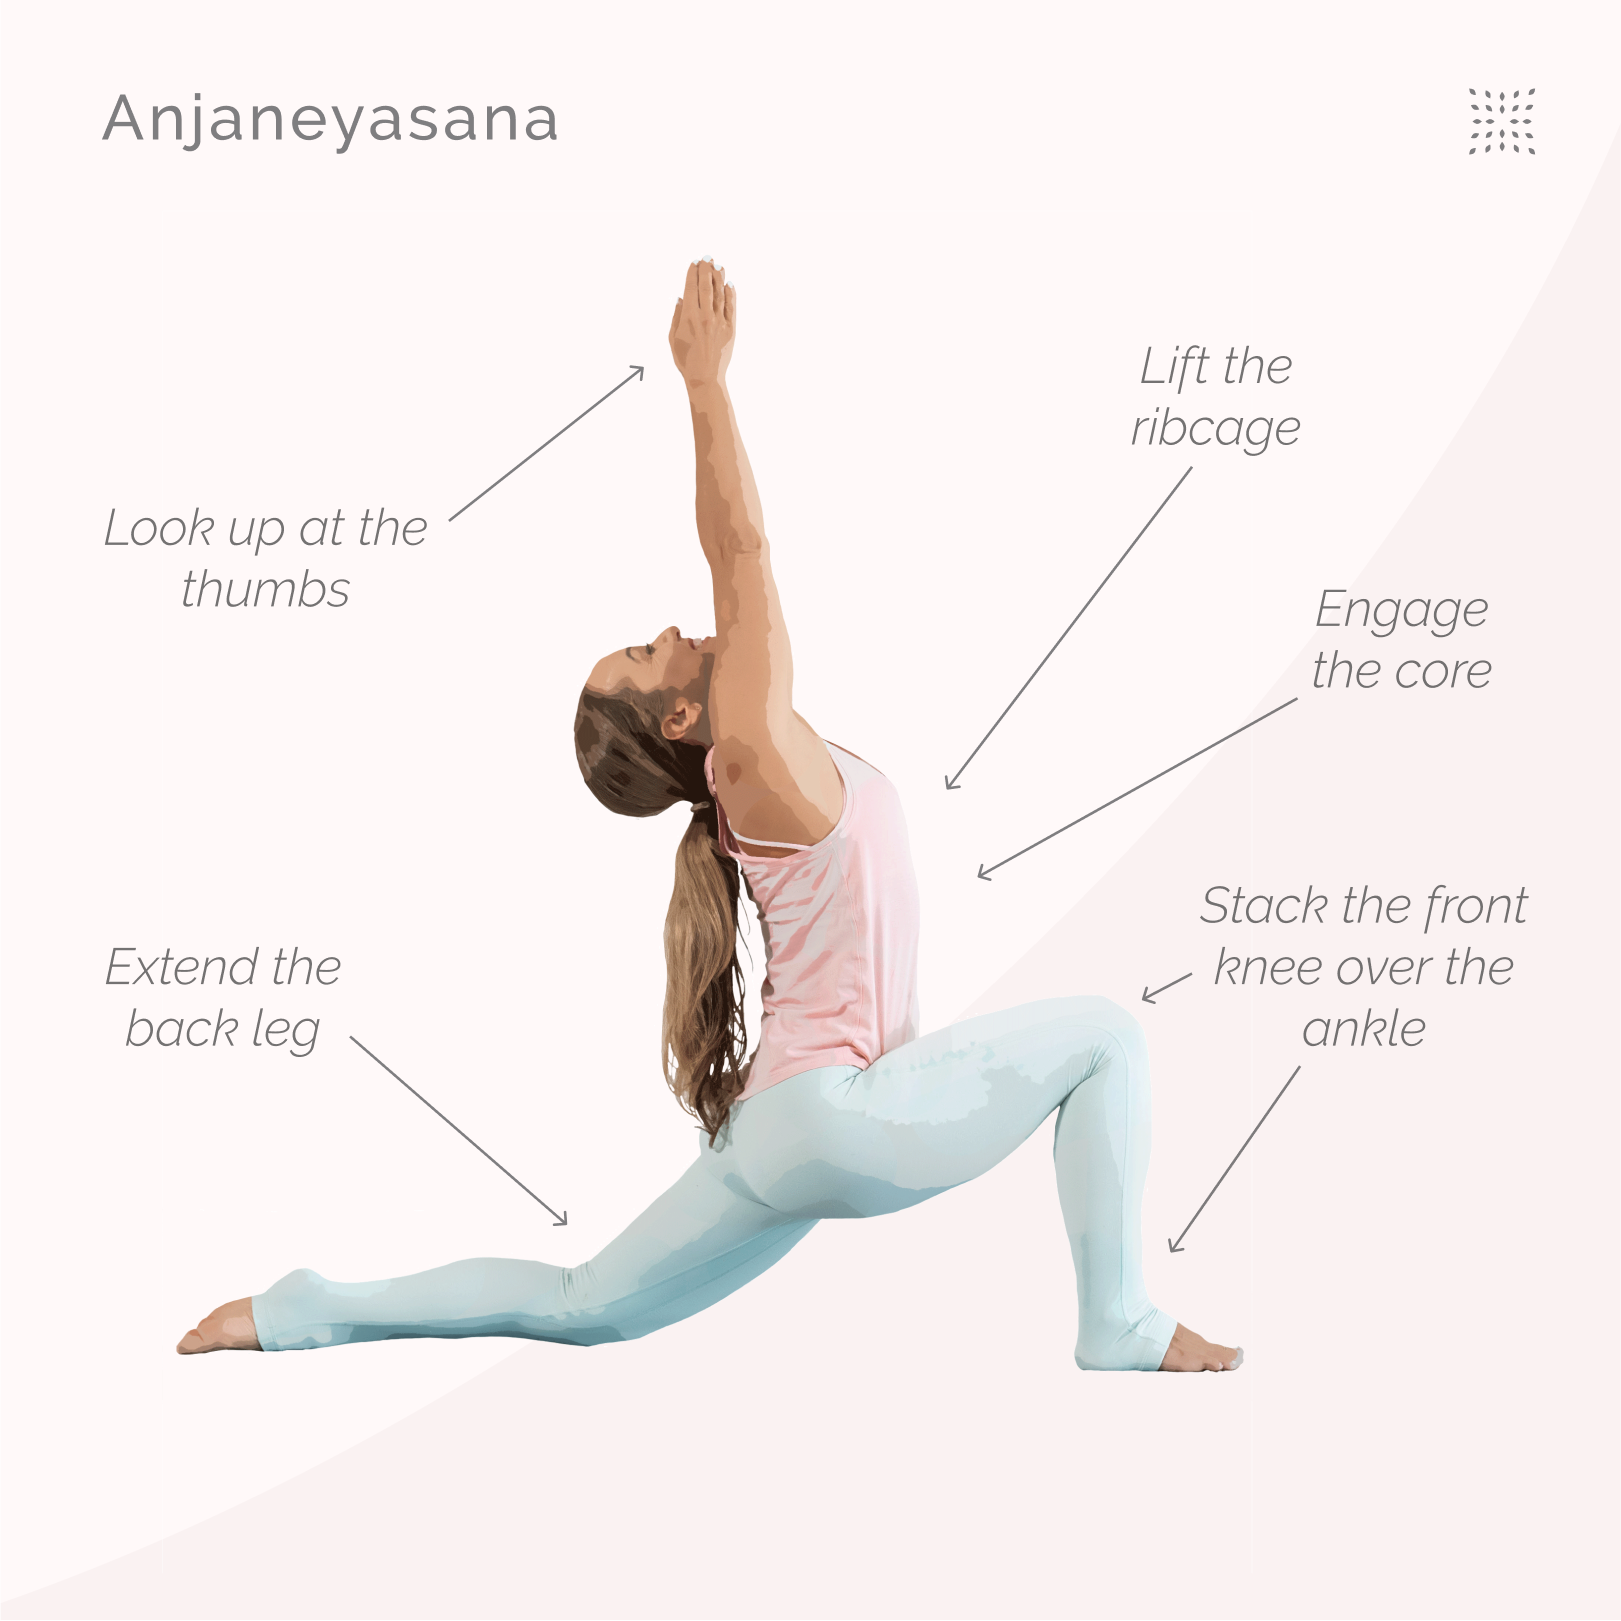 Anjaneyasana
Lift the
ribcage
Look up at the
thumbs
Engage
the core
Stack the front
knee over the
ankle
Extend the
back leg